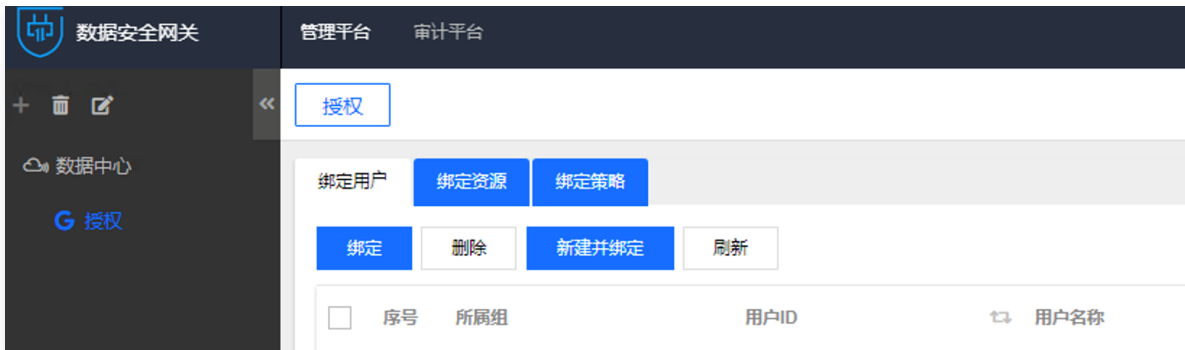 数据安全网关 管理平台 审计平台
授权
数据中心
绑定用户 绑定资源 绑定策略
授权
绑定 删除 新建并绑定 刷新
序号 所属组 用户ID 用户名称